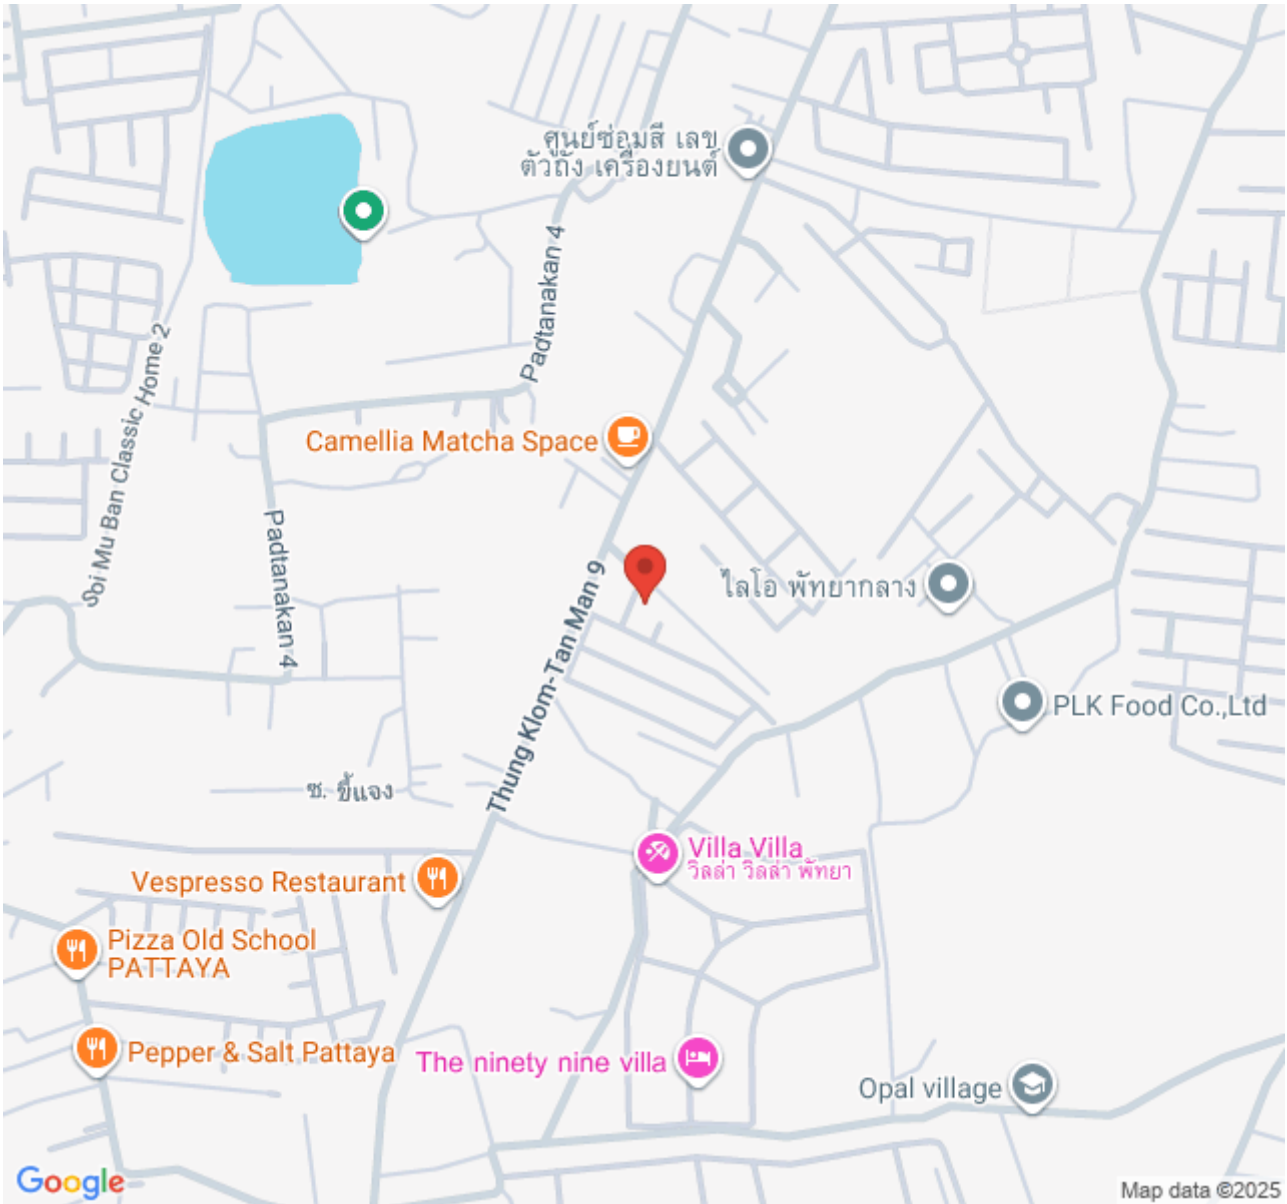 ศูนย์ซ่อมสี เลข
ตัวถัง เครื่องยนต์
Padtanakan 4
Soi Mu Ban Classic Home 2
Camellia Matcha Space
Padtanakan 4
Thung Klom-Tan Man 9
ไลโอ พัทยากลาง
PLK Food Co.,Ltd
ซ. ขี้แจง
Villa Villa
วิลล่า วิลล่า พัทยา
Vespresso Restaurant
Pizza Old School
PATTAYA
Pepper & Salt Pattaya
The ninety nine villa
Opal village
Google
Map data ©2025